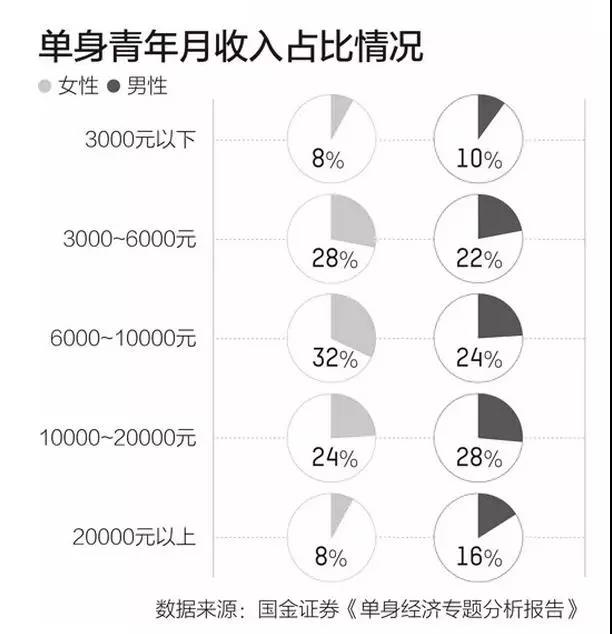 单身青年月收入占比情况
女性 男性
3000元以下 8% 10%
3000~6000元 28% 22%
6000~10000元 32% 24%
10000~20000元 24% 28%
20000元以上 8% 16%
数据来源：国金证券《单身经济专题分析报告》